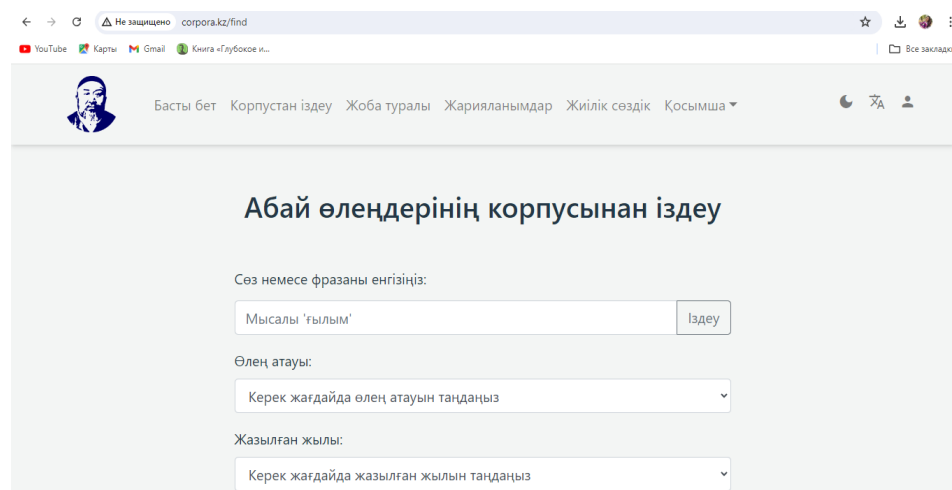 Не защищено corpora.kz/find
YouTube Карты Gmail Книга «Глубокое и... Все закладки
Басты бет Корпустан іздеу Жоба туралы Жарияланымдар Жиілік сөздік Қосымша
Абай өлеңдерінің корпусынан іздеу
Сөз немесе фразаны енгізіңіз:
Мысалы 'ғылым' Іздеу
Өлең атауы:
Керек жағдайда өлең атауын таңдаңыз
Жазылған жылы:
Керек жағдайда жазылған жылын таңдаңыз